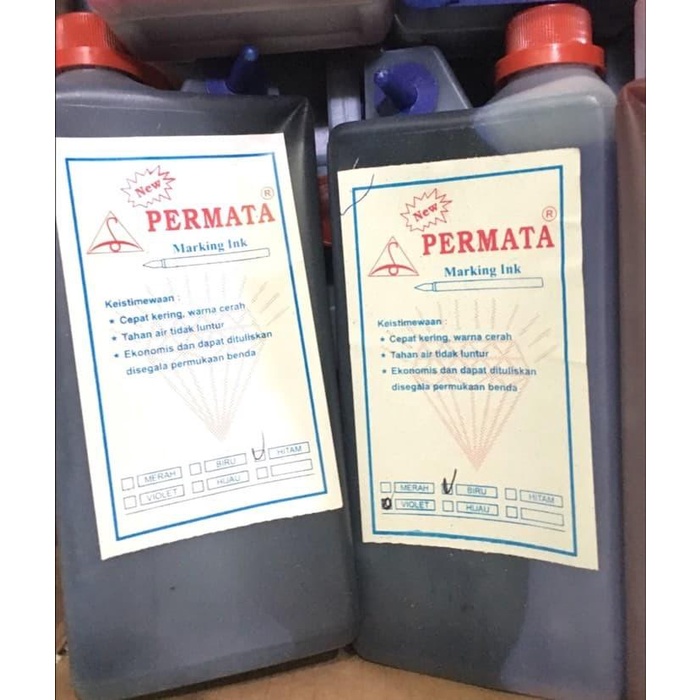 New
PERMATA ®
Marking Ink
Keistimewaan :
• Cepat kering, warna cerah
• Tahan air tidak luntur
• Ekonomis dan dapat dituliskan
disegala permukaan benda
MERAH BIRU HITAM
VIOLET HIJAU
New
PERMATA ®
Marking Ink
Keistimewaan :
• Cepat kering, warna cerah
• Tahan air tidak luntur
• Ekonomis dan dapat dituliskan
disegala permukaan benda
MERAH BIRU HITAM
VIOLET HIJAU